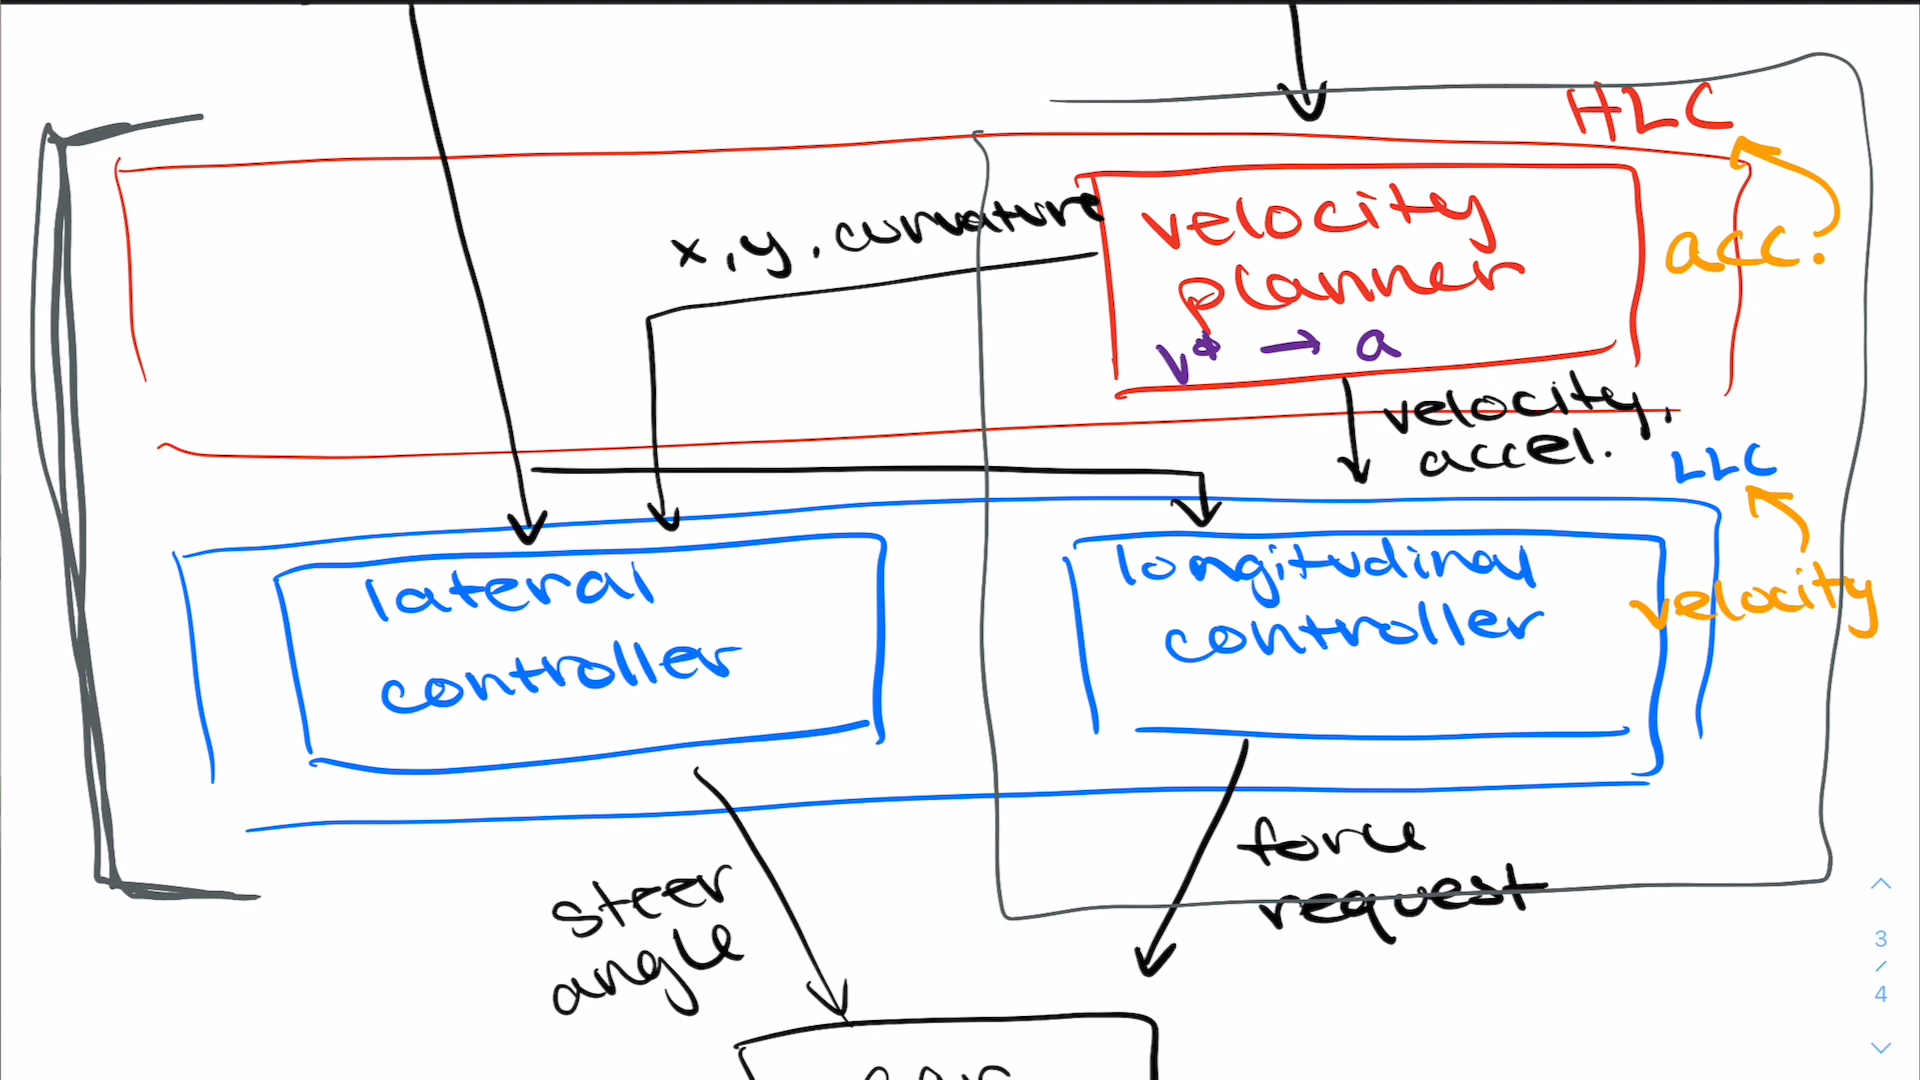 HLC
x, y, curvature
velocity
planner
v* → a
acc.
velocity,
accel.
LLC
lateral
controller
longitudinal
controller
velocity
steer
angle
force
request
car
3
/
4